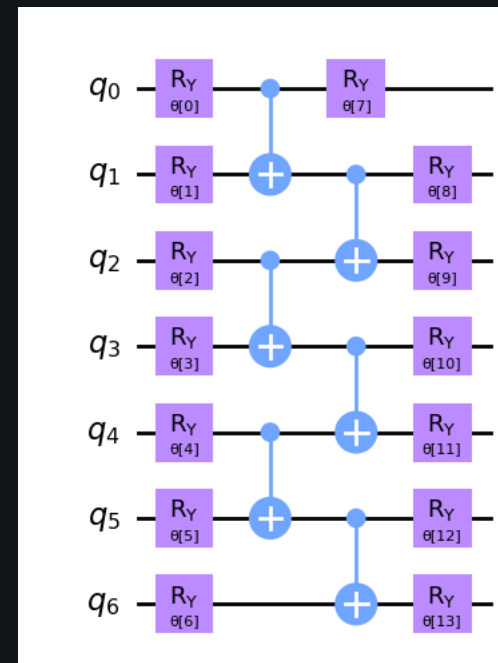 q0 RY θ[0] RY θ[7]
q1 RY θ[1] RY θ[8]
q2 RY θ[2] RY θ[9]
q3 RY θ[3] RY θ[10]
q4 RY θ[4] RY θ[11]
q5 RY θ[5] RY θ[12]
q6 RY θ[6] RY θ[13]